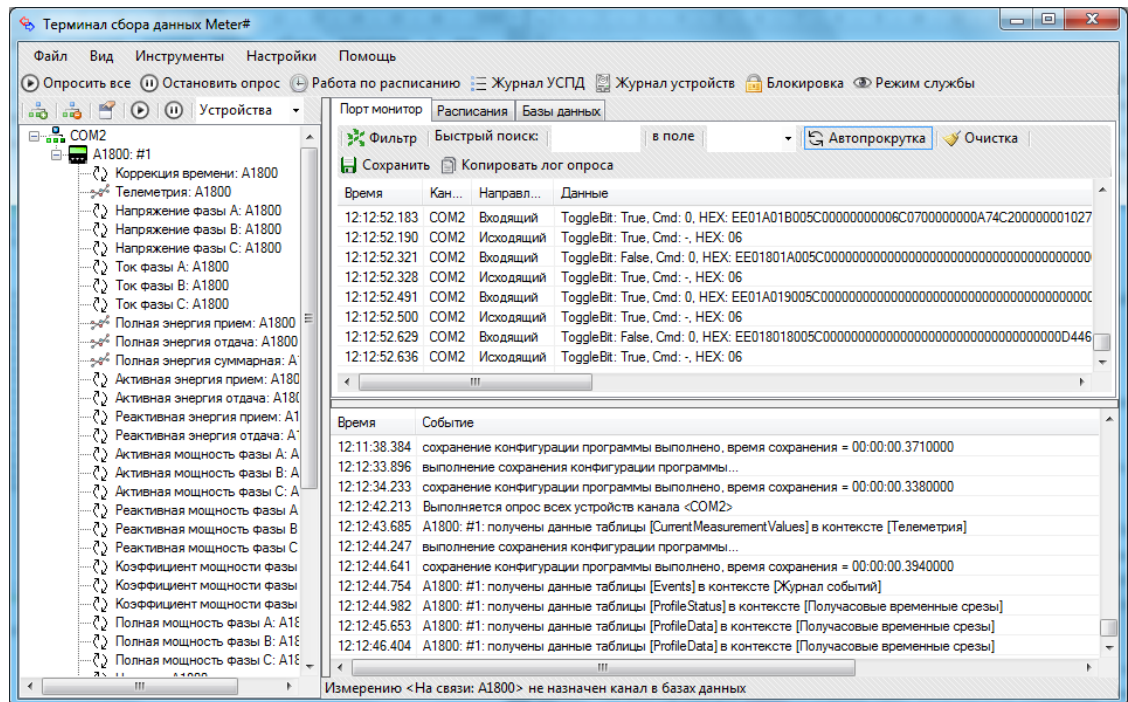 Терминал сбора данных Meter#
Файл Вид Инструменты Настройки Помощь
Опросить все Остановить опрос Работа по расписанию Журнал УСПД Журнал устройств Блокировка Режим службы
Устройства
COM2
A1800: #1
Коррекция времени: A1800
Телеметрия: A1800
Напряжение фазы A: A1800
Напряжение фазы B: A1800
Напряжение фазы C: A1800
Ток фазы A: A1800
Ток фазы B: A1800
Ток фазы C: A1800
Полная энергия прием: A1800
Полная энергия отдача: A1800
Полная энергия суммарная: A
Активная энергия прием: A180
Активная энергия отдача: A180
Реактивная энергия прием: A1
Реактивная энергия отдача: A
Активная мощность фазы A: A
Активная мощность фазы B: A
Активная мощность фазы C: A
Реактивная мощность фазы A
Реактивная мощность фазы B
Реактивная мощность фазы C
Коэффициент мощности фазы
Коэффициент мощности фазы
Коэффициент мощности фазы
Полная мощность фазы A: A18
Полная мощность фазы B: A18
Полная мощность фазы C: A18
Порт монитор Расписания Базы данных
Фильтр Быстрый поиск: в поле Автопрокрутка Очистка
Сохранить Копировать лог опроса
Время Кан... Направл... Данные
12:12:52.183 COM2 Входящий ToggleBit: True, Cmd: 0, HEX: EE01A01B005C00000000006C0700000000A74C200000001027
12:12:52.190 COM2 Исходящий ToggleBit: True, Cmd: -, HEX: 06
12:12:52.321 COM2 Входящий ToggleBit: False, Cmd: 0, HEX: EE01801A005C000000000000000000000000000000000000
12:12:52.328 COM2 Исходящий ToggleBit: True, Cmd: -, HEX: 06
12:12:52.491 COM2 Входящий ToggleBit: True, Cmd: 0, HEX: EE01A019005C0000000000000000000000000000000000000
12:12:52.500 COM2 Исходящий ToggleBit: True, Cmd: -, HEX: 06
12:12:52.629 COM2 Входящий ToggleBit: False, Cmd: 0, HEX: EE018018005C00000000000000000000000000000000D446
12:12:52.636 COM2 Исходящий ToggleBit: True, Cmd: -, HEX: 06
Время Событие
12:11:38.384 сохранение конфигурации программы выполнено, время сохранения = 00:00:00.3710000
12:12:33.896 выполнение сохранения конфигурации программы...
12:12:34.233 сохранение конфигурации программы выполнено, время сохранения = 00:00:00.3380000
12:12:42.213 Выполняется опрос всех устройств канала <COM2>
12:12:43.685 A1800: #1: получены данные таблицы [CurrentMeasurementValues] в контексте [Телеметрия]
12:12:44.247 выполнение сохранения конфигурации программы...
12:12:44.641 сохранение конфигурации программы выполнено, время сохранения = 00:00:00.3940000
12:12:44.754 A1800: #1: получены данные таблицы [Events] в контексте [Журнал событий]
12:12:44.982 A1800: #1: получены данные таблицы [ProfileStatus] в контексте [Получасовые временные срезы]
12:12:45.653 A1800: #1: получены данные таблицы [ProfileData] в контексте [Получасовые временные срезы]
12:12:46.404 A1800: #1: получены данные таблицы [ProfileData] в контексте [Получасовые временные срезы]
Измерению <На связи: A1800> не назначен канал в базах данных